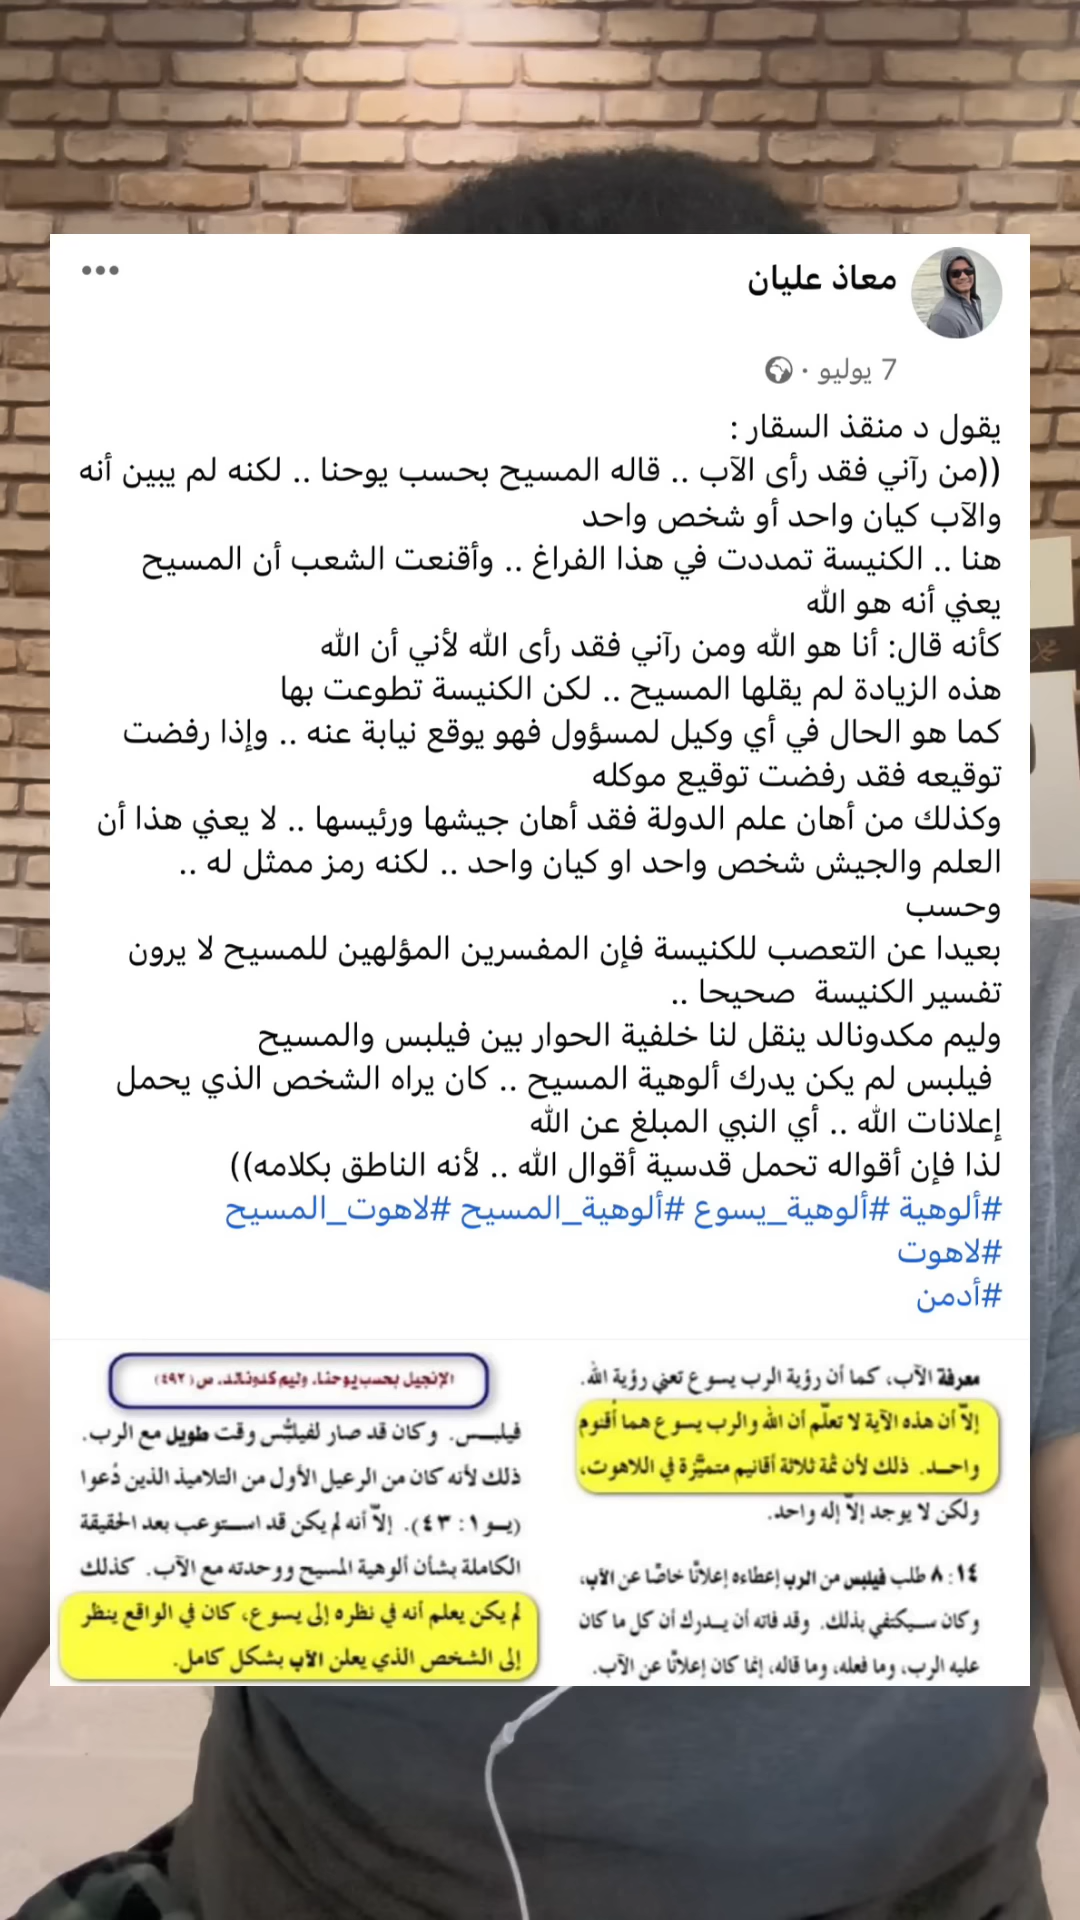 معاذ عليان
7 يوليو
يقول د منقذ السقار :
((من رآني فقد رأى الآب .. قاله المسيح بحسب يوحنا .. لكنه لم يبين أنه
والآب كيان واحد أو شخص واحد
هنا .. الكنيسة تمددت في هذا الفراغ .. وأقنعت الشعب أن المسيح
يعني أنه هو الله
كأنه قال: أنا هو الله ومن رآني فقد رأى الله لأني أن الله
هذه الزيادة لم يقلها المسيح .. لكن الكنيسة تطوعت بها
كما هو الحال في أي وكيل لمسؤول فهو يوقع نيابة عنه .. وإذا رفضت
توقيعه فقد رفضت توقيع موكله
وكذلك من أهان علم الدولة فقد أهان جيشها ورئيسها .. لا يعني هذا أن
العلم والجيش شخص واحد او كيان واحد .. لكنه رمز ممثل له ..
وحسب
بعيدا عن التعصب للكنيسة فإن المفسرين المؤلهين للمسيح لا يرون
تفسير الكنيسة صحيحا ..
وليم مكدونالد ينقل لنا خلفية الحوار بين فيلبس والمسيح
فيلبس لم يكن يدرك ألوهية المسيح .. كان يراه الشخص الذي يحمل
إعلانات الله .. أي النبي المبلغ عن الله
لذا فإن أقواله تحمل قدسية أقوال الله .. لأنه الناطق بكلامه))
#ألوهية #ألوهية_يسوع #ألوهية_المسيح #لاهوت_المسيح
#لاهوت
#أدمن
معرفة الآب، كما أن رؤية الرب يسوع تعني رؤية الله.
إلاّ أن هذه الآية لا تعلّم أن الله والرب يسوع هما أقنوم
واحد. ذلك لأن ثمة ثلاثة أقانيم متميّزة في اللاهوت،
ولكن لا يوجد إلاّ إله واحد.
١٤: ٨ طلب فيلبس من الرب إعطاءه إعلانًا خاصًا عن الآب،
وكان سيكتفي بذلك. وقد فاته أن يدرك أن كل ما كان
عليه الرب، وما فعله، وما قاله، إنما كان إعلانًا عن الآب.
الإنجيل بحسب يوحنا، وليم كدونالد، ص (٤٩٢)
فيلبس. وكان قد صار لفيلبُّس وقت طويل مع الرب.
ذلك لأنه كان من الرعيل الأول من التلاميذ الذين دُعوا
(يو ١: ٤٣). إلاّ أنه لم يكن قد استوعب بعد الحقيقة
الكاملة بشأن ألوهية المسيح ووحدته مع الآب. كذلك
لم يكن يعلم أنه في نظره إلى يسوع، كان في الواقع ينظر
إلى الشخص الذي يعلن الآب بشكل كامل.